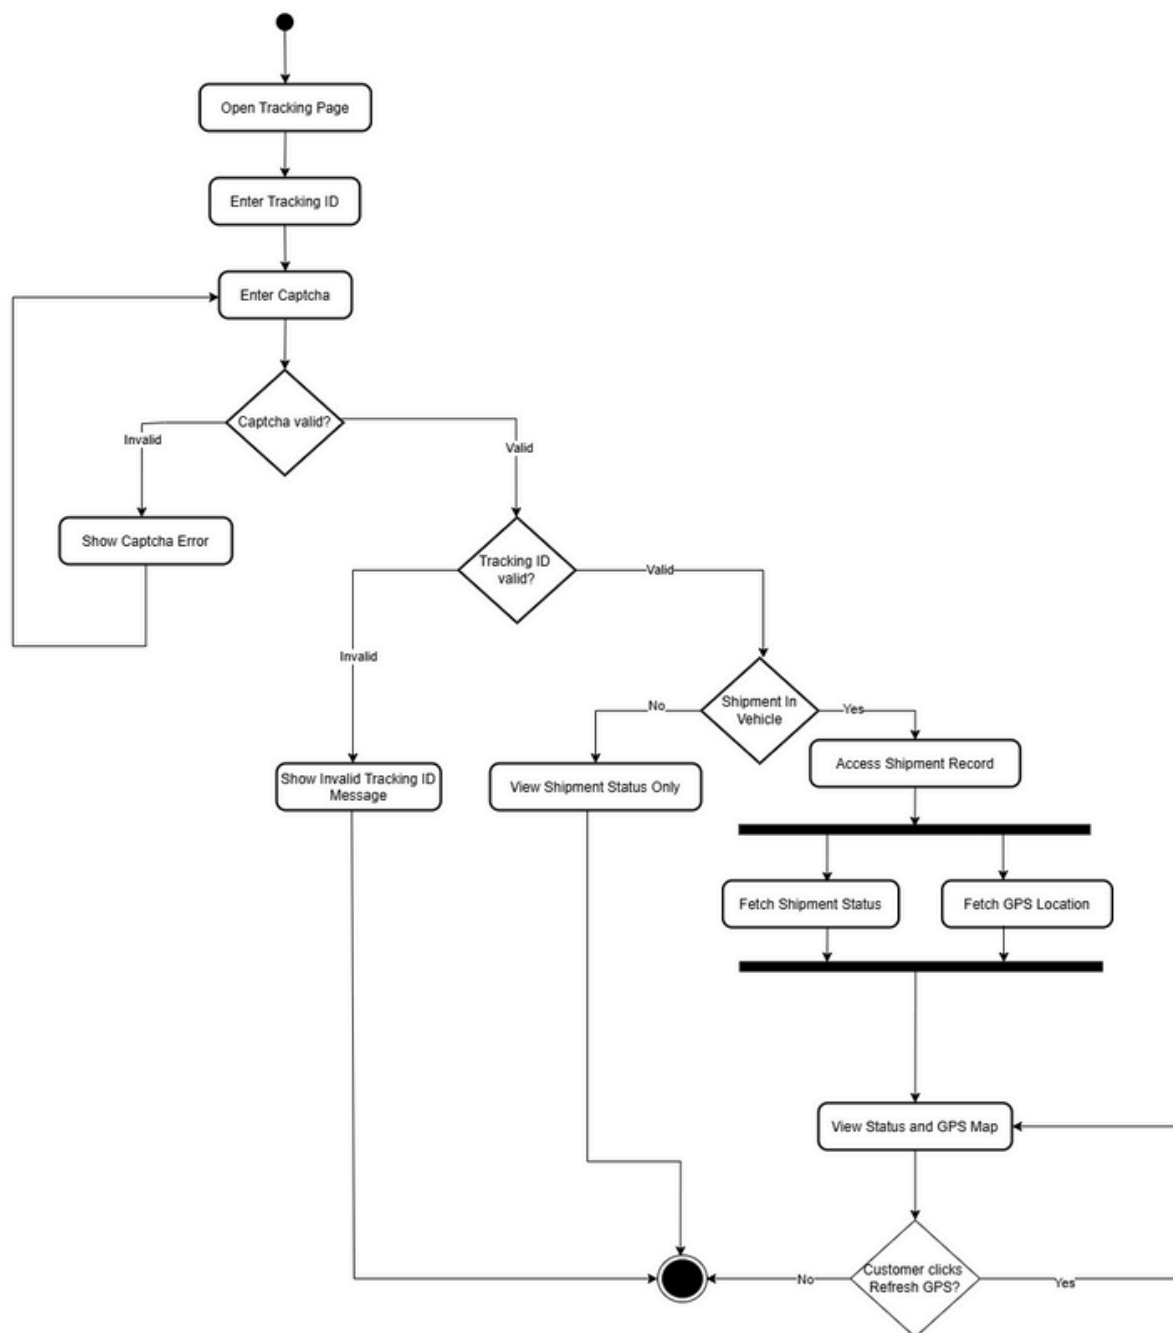 Open Tracking Page
Enter Tracking ID
Enter Captcha
Captcha valid?
Invalid
Valid
Show Captcha Error
Tracking ID
valid?
Valid
Invalid
Shipment In
Vehicle
No
Yes
Access Shipment Record
Show Invalid Tracking ID
Message
View Shipment Status Only
Fetch Shipment Status
Fetch GPS Location
View Status and GPS Map
Customer clicks
Refresh GPS?
No
Yes